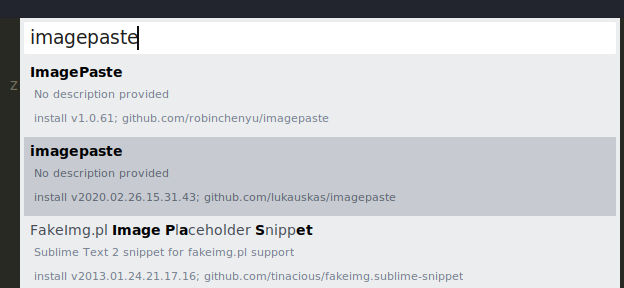 imagepaste
ImagePaste
No description provided
install v1.0.61; github.com/robinchenyu/imagepaste
imagepaste
No description provided
install v2020.02.26.15.31.43; github.com/lukauskas/imagepaste
FakeImg.pl Image Placeholder Snippet
Sublime Text 2 snippet for fakeimg.pl support
install v2013.01.24.21.17.16; github.com/tinacious/fakeimg.sublime-snippet